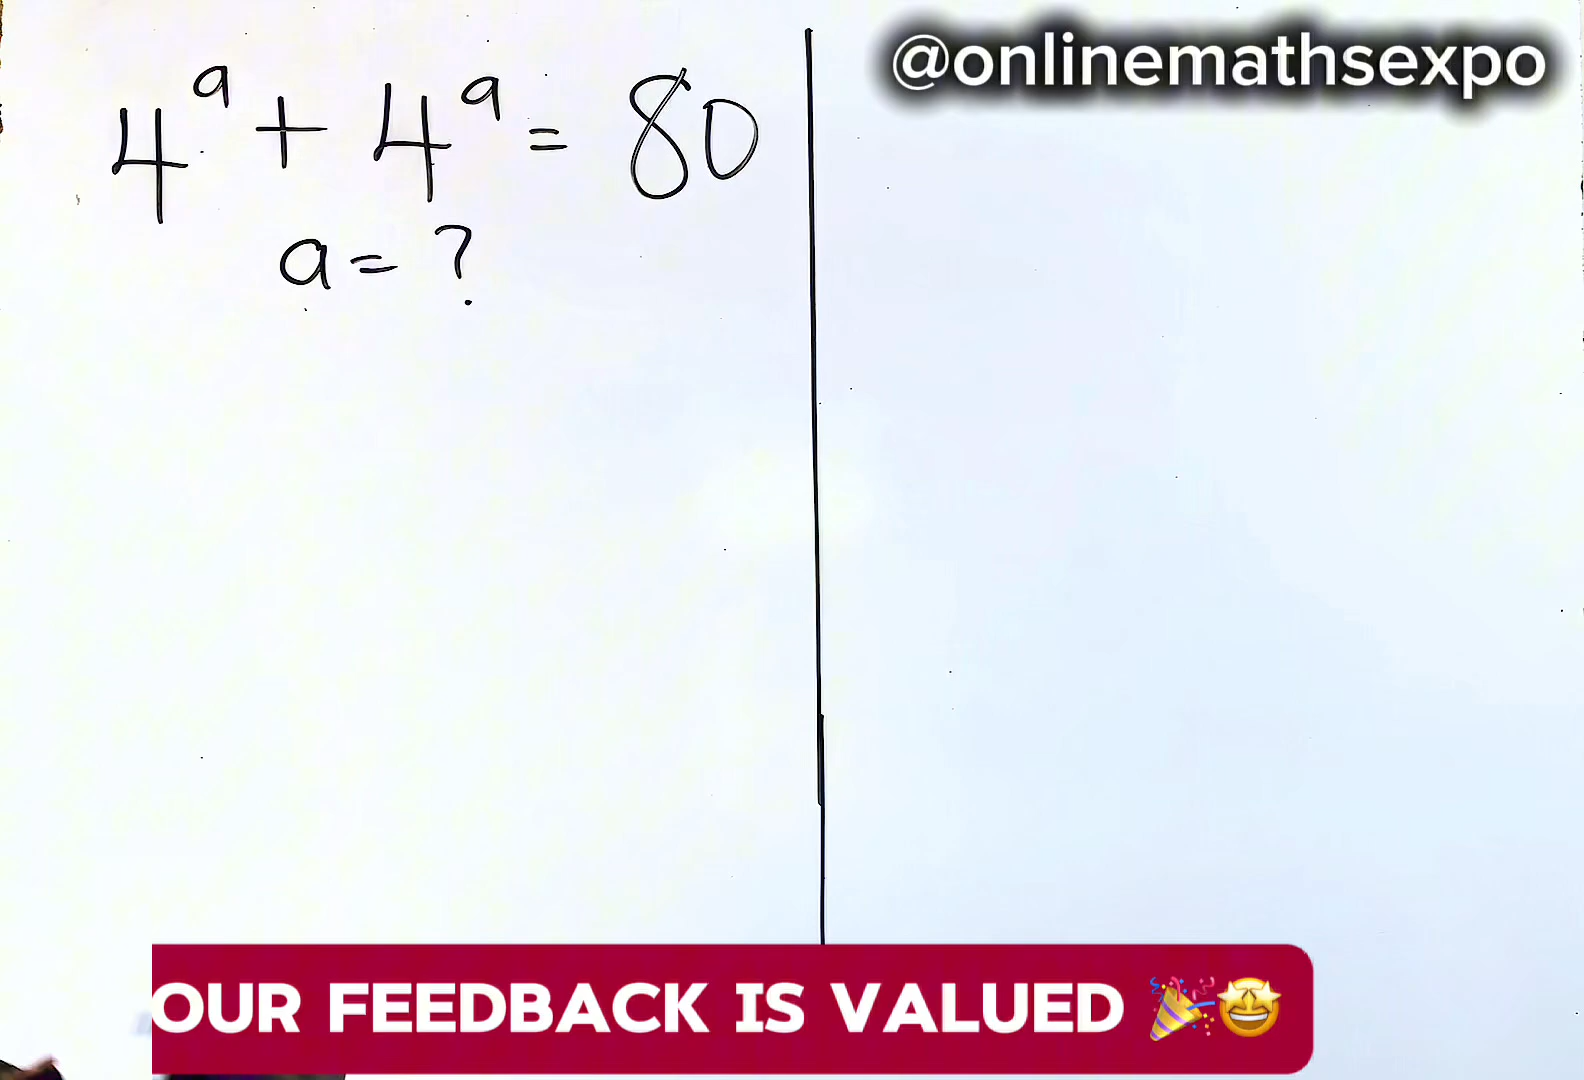 4^a + 4^a = 80
a = ?
@onlinemathsexpo
OUR FEEDBACK IS VALUED 🎉🤩